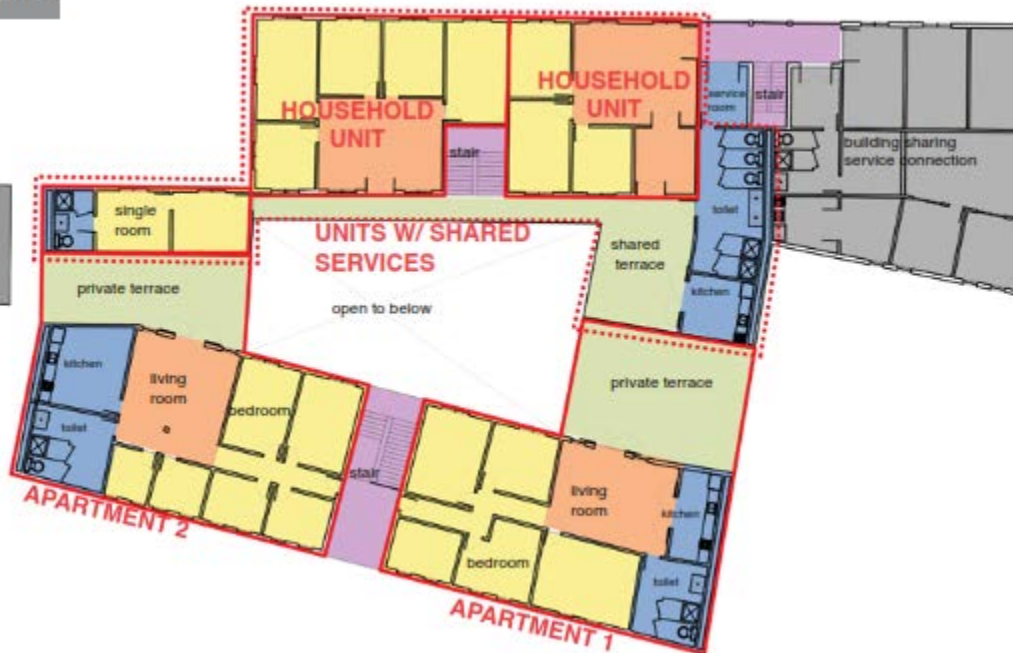 HOUSEHOLD
UNIT
HOUSEHOLD
UNIT
service
room
stair
stair
building sharing
service connection
single
room
toilet
UNITS W/ SHARED
SERVICES
shared
terrace
private terrace
open to below
kitchen
kitchen
living
room
private terrace
bedroom
toilet
stair
living
room
kitchen
APARTMENT 2
bedroom
toilet
APARTMENT 1